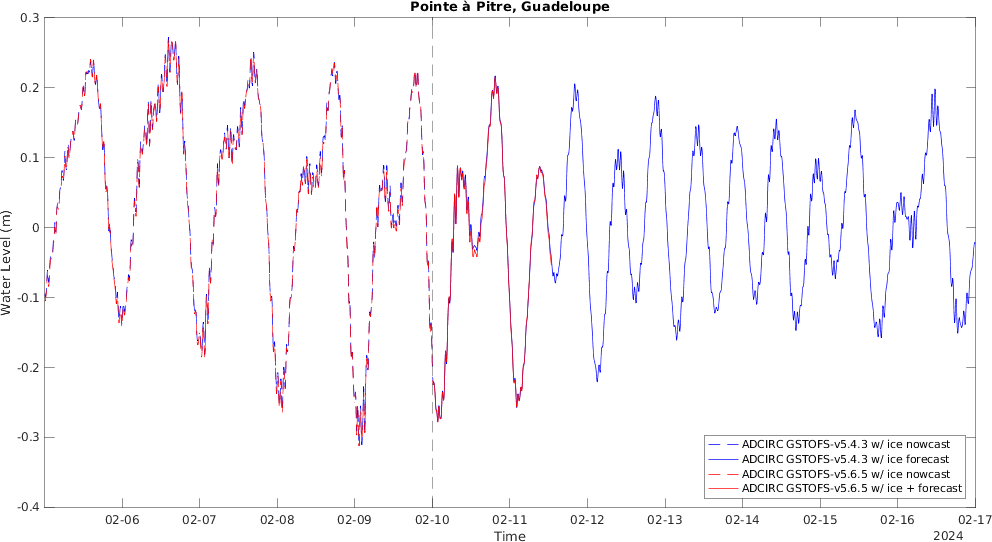 Pointe à Pitre, Guadeloupe
0.3
0.2
0.1
0
-0.1
-0.2
-0.3
-0.4
Water Level (m)
ADCIRC GSTOFS-v5.4.3 w/ ice nowcast
ADCIRC GSTOFS-v5.4.3 w/ ice forecast
ADCIRC GSTOFS-v5.6.5 w/ ice nowcast
ADCIRC GSTOFS-v5.6.5 w/ ice + forecast
02-06 02-07 02-08 02-09 02-10 02-11 02-12 02-13 02-14 02-15 02-16 02-17
Time
2024